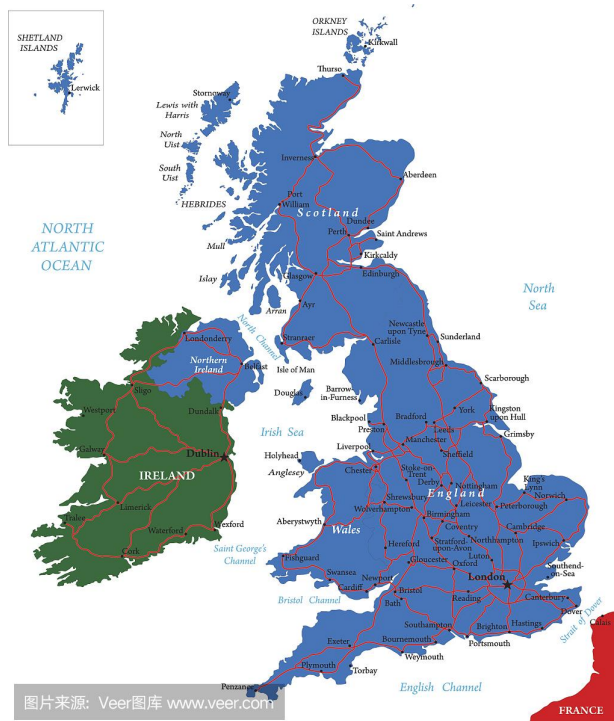 ORKNEY
ISLANDS
Kirkwall
SHETLAND
ISLANDS
Lerwick
Thurso
Stornoway
Lewis with
Harris
North
Uist
South
Uist
HEBRIDES
Inverness
Aberdeen
Port
William
Scotland
Dundee
Perth
Saint Andrews
Kirkcaldy
NORTH
ATLANTIC
OCEAN
Mull
Islay
Glasgow
Edinburgh
North
Sea
Arran
Ayr
North Channel
Stranraer
Newcastle
upon Tyne
Sunderland
Carlisle
Londonderry
Northern
Ireland
Belfast
Isle of Man
Douglas
Middlesbrough
Scarborough
Barrow-
in-Furness
Sligo
Westport
Dundalk
Blackpool
Preston
Bradford
Leeds
York
Kingston
upon Hull
Grimsby
Irish Sea
Galway
Dublin
IRELAND
Holyhead
Anglesey
Liverpool
Manchester
Sheffield
Chester
Stoke-on-
Trent
Derby
Nottingham
England
King's
Lynn
Norwich
Limerick
Tralee
Waterford
Wexford
Cork
Shrewsbury
Wolverhampton
Leicester
Peterborough
Birmingham
Coventry
Cambridge
Aberystwyth
Wales
Hereford
Stratford-
upon-Avon
Northhampton
Ipswich
Saint George's
Channel
Fishguard
Gloucester
Oxford
Luton
London
Southend-
on-Sea
Swansea
Cardiff
Newport
Bristol Channel
Bristol
Bath
Reading
Canterbury
Dover
Strait of Dover
Calais
Exeter
Southampton
Bournemouth
Brighton
Hastings
Portsmouth
Weymouth
Plymouth
Torbay
Penzance
English Channel
FRANCE
图片来源: Veer图库 www.veer.com